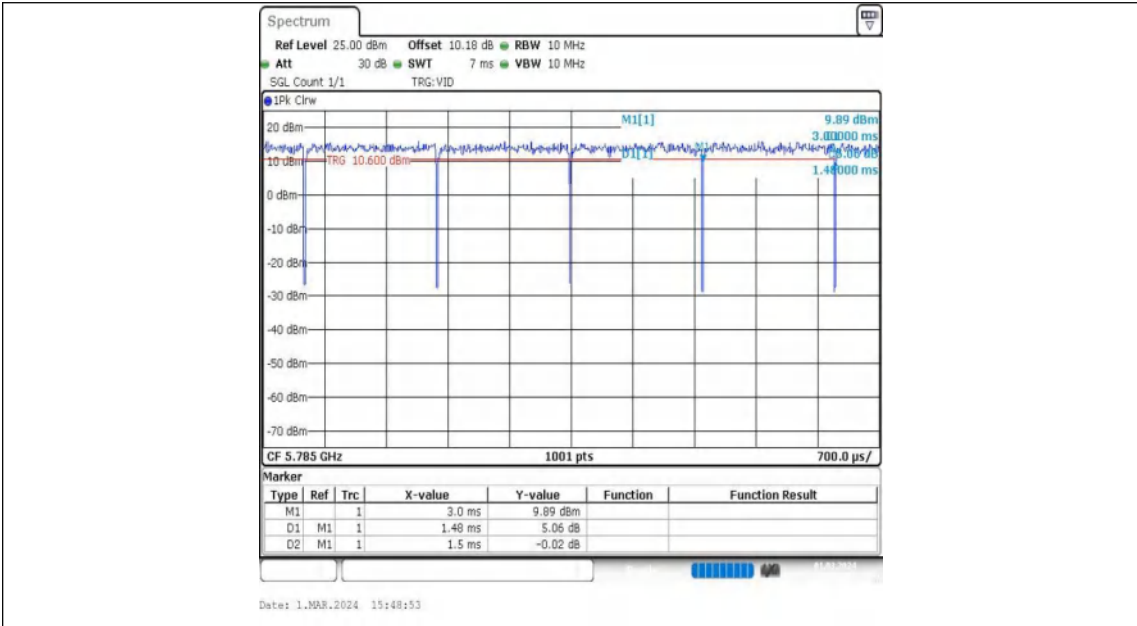 Spectrum
Ref Level 25.00 dBm Offset 10.18 dB RBW 10 MHz
Att 30 dB SWT 7 ms VBW 10 MHz
SGL Count 1/1 TRG:VID
1Pk Clrw
M1[1] 9.89 dBm
3.00000 ms
D1[1]
1.48000 ms
M1
20 dBm
10 dBm
TRG 10.600 dBm
0 dBm
-10 dBm
-20 dBm
-30 dBm
-40 dBm
-50 dBm
-60 dBm
-70 dBm
CF 5.785 GHz 1001 pts 700.0 µs/
Marker
Type Ref Trc X-value Y-value Function Function Result
M1 1 3.0 ms 9.89 dBm
D1 M1 1 1.48 ms 5.06 dB
D2 M1 1 1.5 ms -0.02 dB
Date: 1.MAR.2024 15:48:53